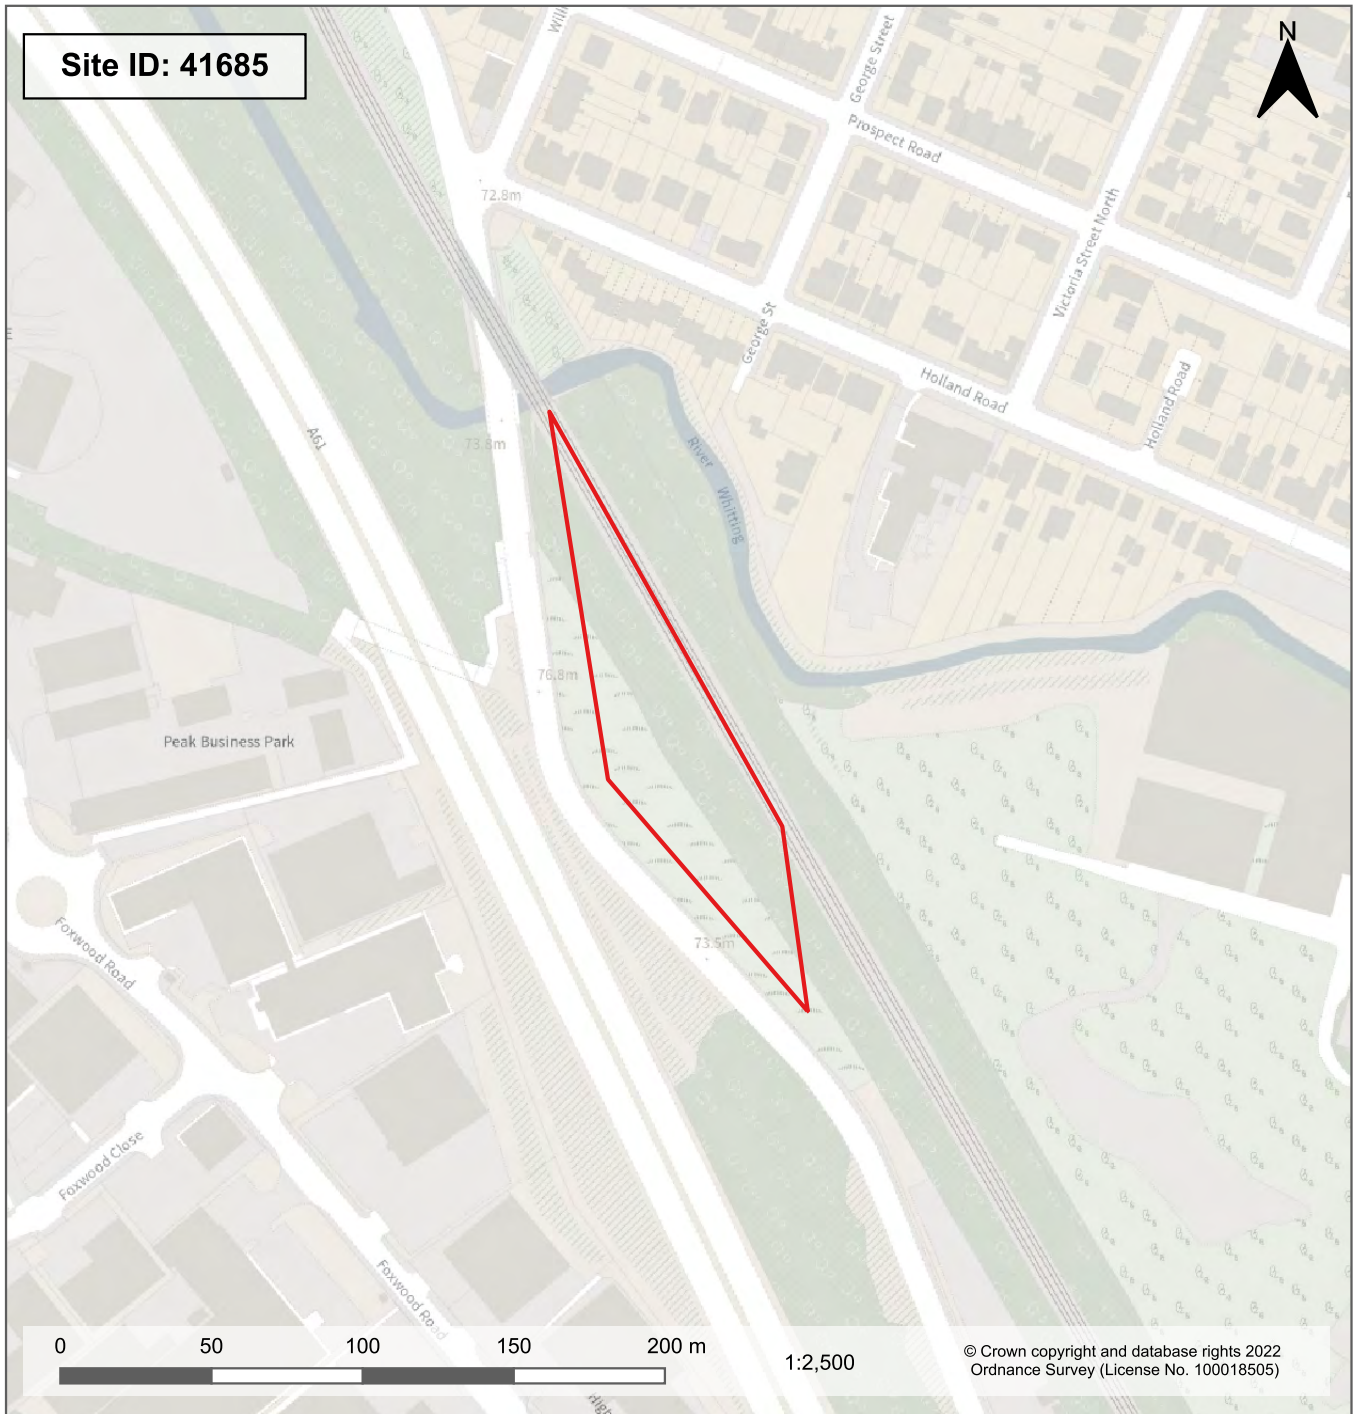 Site ID: 41685
N
George Street
Prospect Road
72.8m
Victoria Street North
George St
Holland Road
Holland Road
A61
73.8m
River Whitting
76.8m
Peak Business Park
73.5m
Foxwood Road
Foxwood Close
Foxwood Road
0 50 100 150 200 m
1:2,500
© Crown copyright and database rights 2022
Ordnance Survey (License No. 100018505)